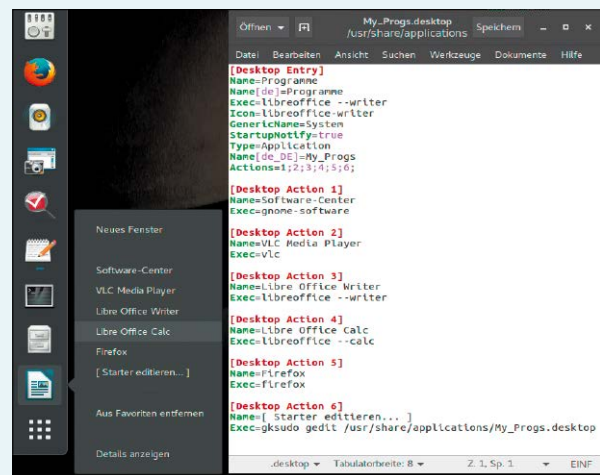 Öffnen
My_Progs.desktop
/usr/share/applications
Speichern
Datei Bearbeiten Ansicht Suchen Werkzeuge Dokumente Hilfe
[Desktop Entry]
Name=Programme
Name[de]=Programme
Exec=libreoffice --writer
Icon=libreoffice-writer
GenericName=System
StartupNotify=true
Type=Application
Name[de_DE]=My_Progs
Actions=1;2;3;4;5;6;
[Desktop Action 1]
Name=Software-Center
Exec=gnome-software
[Desktop Action 2]
Name=VLC Media Player
Exec=vlc
[Desktop Action 3]
Name=Libre Office Writer
Exec=libreoffice --writer
[Desktop Action 4]
Name=Libre Office Calc
Exec=libreoffice --calc
[Desktop Action 5]
Name=Firefox
Exec=firefox
[Desktop Action 6]
Name=[ Starter editieren... ]
Exec=gksudo gedit /usr/share/applications/My_Progs.desktop
.desktop Tabulatorbreite: 8 Z. 1, Sp. 1 EINF
Neues Fenster
Software-Center
VLC Media Player
Libre Office Writer
Libre Office Calc
Firefox
[ Starter editieren... ]
Aus Favoriten entfernen
Details anzeigen